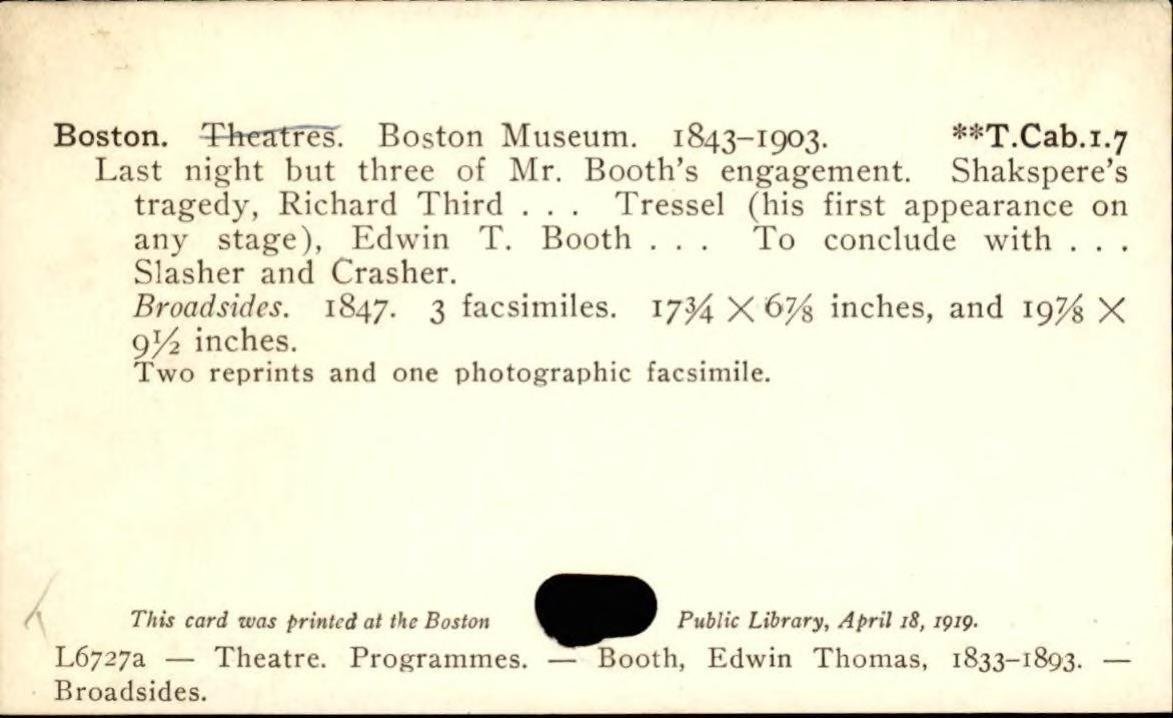 Boston. Theatres. Boston Museum. 1843–1903. **T.Cab.1.7
Last night but three of Mr. Booth's engagement. Shakspere's
tragedy, Richard Third . . . Tressel (his first appearance on
any stage), Edwin T. Booth . . . To conclude with . . .
Slasher and Crasher.
Broadsides. 1847. 3 facsimiles. 17¾ × 6⅞ inches, and 19⅞ ×
9½ inches.
Two reprints and one photographic facsimile.
This card was printed at the Boston Public Library, April 18, 1919.
L6727a — Theatre. Programmes. — Booth, Edwin Thomas, 1833–1893. —
Broadsides.